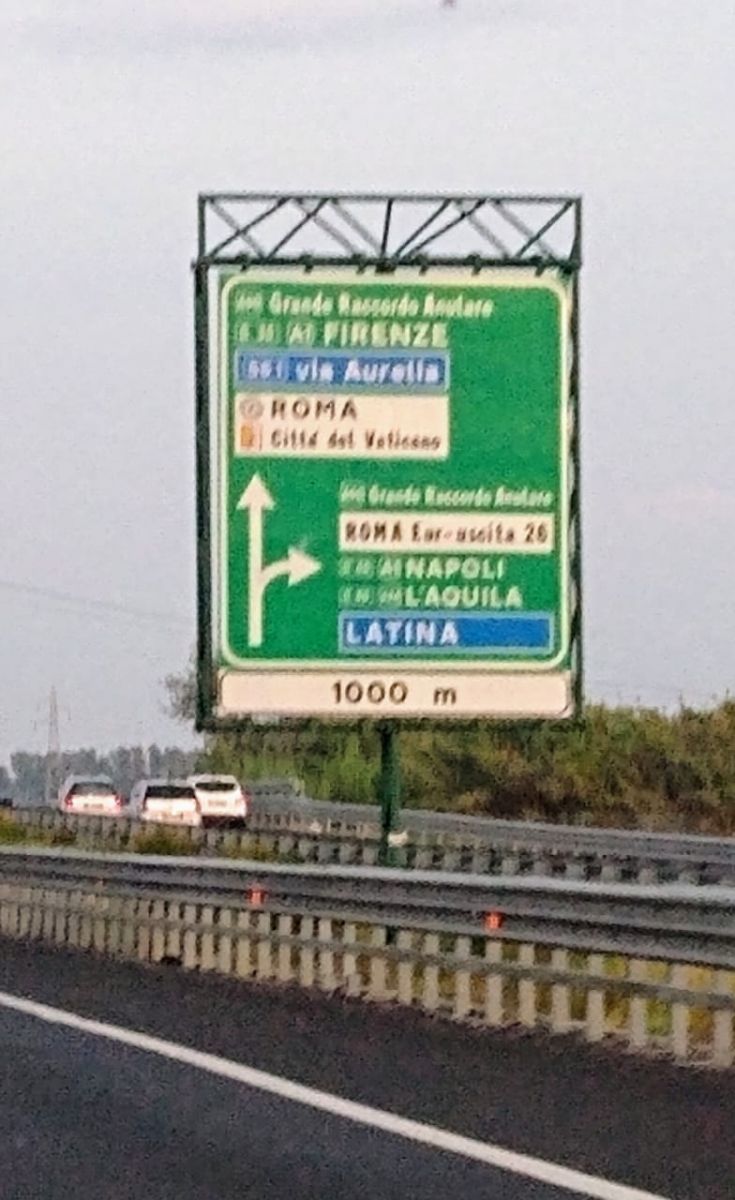 Grande Raccordo Anulare
A1 FIRENZE
SS1 via Aurelia
ROMA
Città del Vaticano
Grande Raccordo Anulare
ROMA Eur-uscita 26
A1 NAPOLI
L'AQUILA
LATINA
1000 m